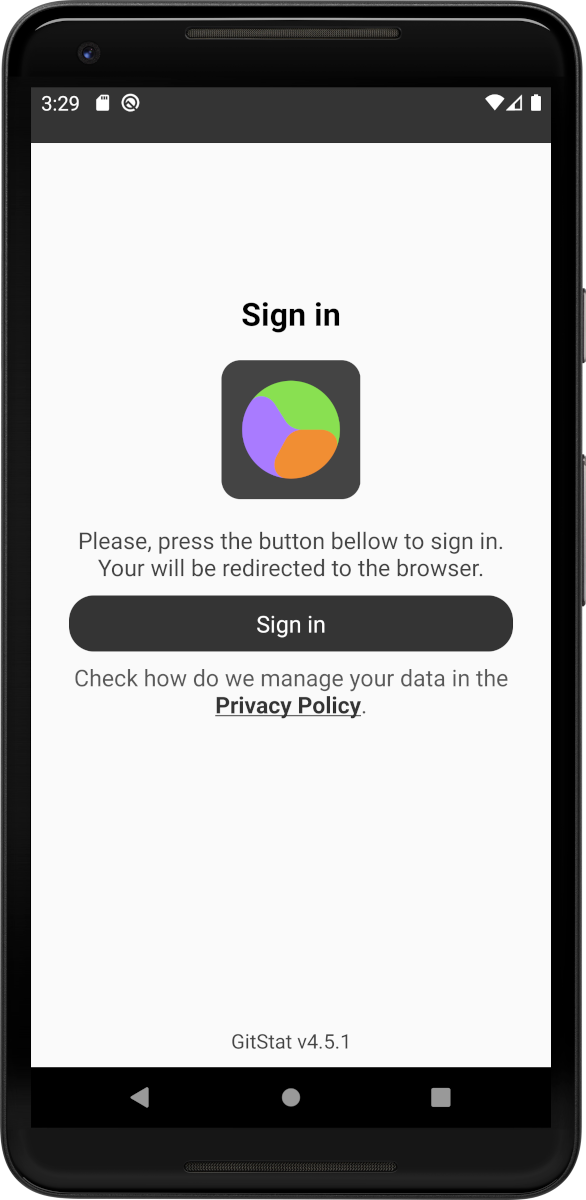 3:29
Sign in
Please, press the button bellow to sign in.
Your will be redirected to the browser.
Sign in
Check how do we manage your data in the
Privacy Policy.
GitStat v4.5.1